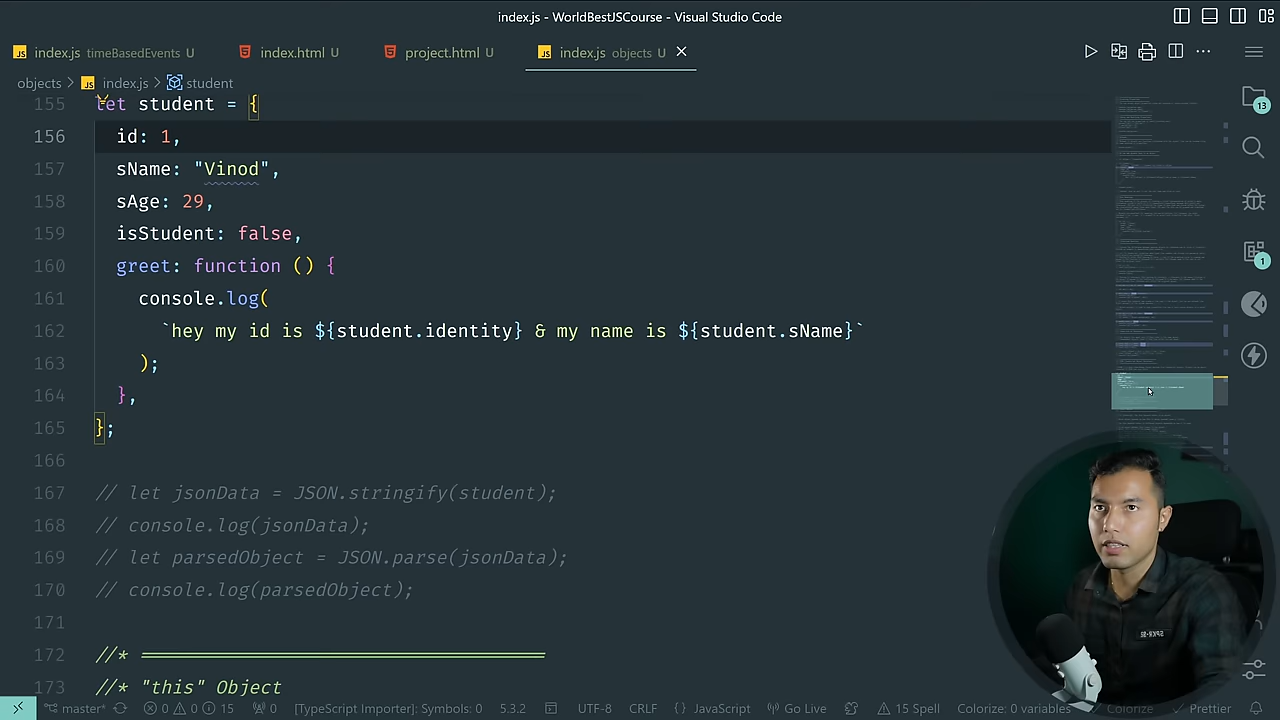 index.js - WorldBestJSCourse - Visual Studio Code
index.js timeBasedEvents U index.html U project.html U index.js objects U
objects > index.js > student
155 let student = {
156 id: 1,
157 sName: "Vinod",
158 sAge: 29,
159 isStudent: false,
160 greet: function () {
161 console.log(
162 `hey my id is ${student.identity} & my name is ${student.sName}`
163 );
164 },
165 };
166
167 // let jsonData = JSON.stringify(student);
168 // console.log(jsonData);
169 // let parsedObject = JSON.parse(jsonData);
170 // console.log(parsedObject);
171
172 //* ==============================
173 //* "this" Object
13
1
master* 0 0 15 0 [TypeScript Importer]: Symbols: 0 5.3.2 UTF-8 CRLF JavaScript Go Live 15 Spell Colorize: 0 variables Colorize Prettier